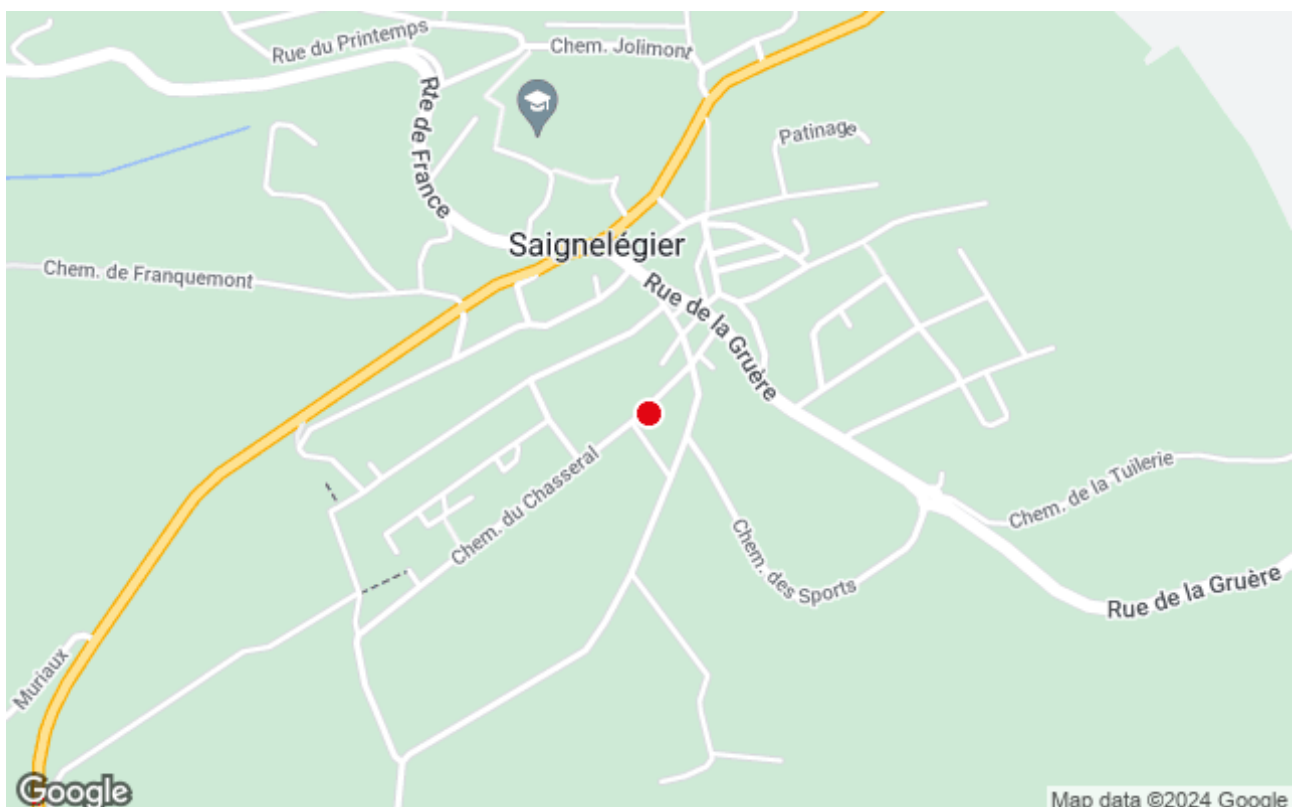 Rue du Printemps
Chem. Jolimont
Rte de France
Patinage
Saignelégier
Chem. de Franquemont
Rue de la Gruère
Chem. du Chasseral
Chem. de la Tuilerie
Chem. des Sports
Rue de la Gruère
Muriaux
Google
Map data ©2024 Google